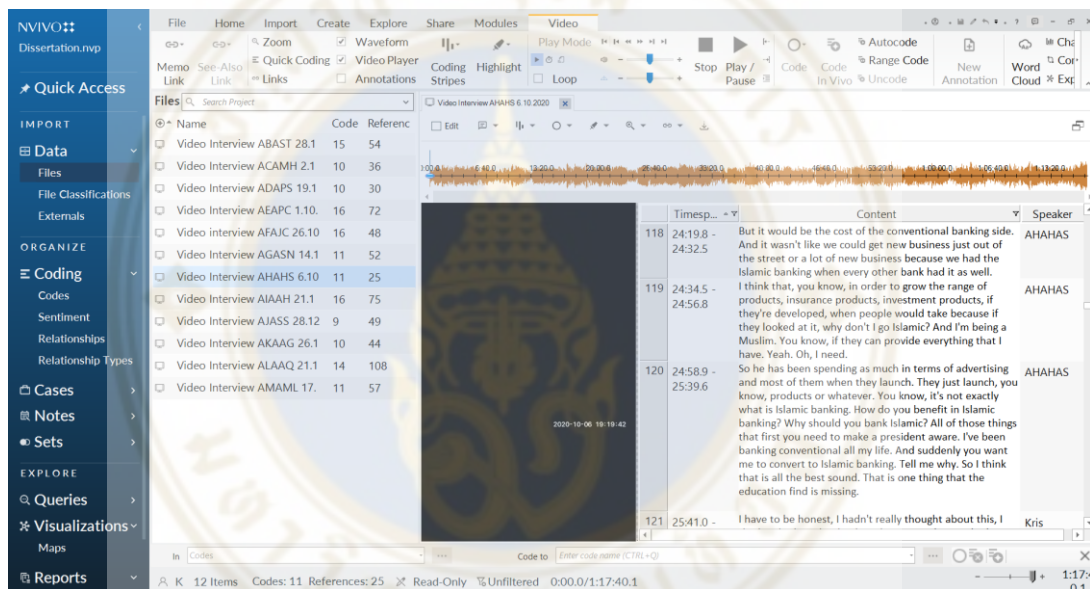 NVIVO
Dissertation.nvp
Quick Access
IMPORT
Data
Files
File Classifications
Externals
ORGANIZE
Coding
Codes
Sentiment
Relationships
Relationship Types
Cases
Notes
Sets
EXPLORE
Queries
Visualizations
Maps
Reports
File Home Import Create Explore Share Modules Video
Memo Link
See-Also Link
Zoom
Quick Coding
Links
Waveform
Video Player
Annotations
Coding Stripes
Highlight
Play Mode
Loop
Stop
Play / Pause
Code
Code In Vivo
Autocode
Range Code
Uncode
New Annotation
Word Cloud
Files Search Project
Name Code Referenc
Video Interview ABAST 28.1 15 54
Video Interview ACAMH 2.1 10 36
Video Interview ADAPS 19.1 10 30
Video Interview AEAPC 1.10. 16 72
Video Interview AFAJC 26.10 16 48
Video Interview AGASN 14.1 11 52
Video Interview AHAHS 6.10 11 25
Video Interview AIAAH 21.1 16 75
Video Interview AJASS 28.12 9 49
Video Interview AKAAG 26.1 10 44
Video Interview ALAAQ 21.1 14 108
Video Interview AMAML 17. 11 57
Video Interview AHAHS 6 10 2020
Edit
2020-10-06 19:19:42
Timesp... Content Speaker
118 24:19.8 - 24:32.5 AHAHAS
But it would be the cost of the conventional banking side.
And it wasn't like we could get new business just out of
the street or a lot of new business because we had the
Islamic banking when every other bank had it as well.
119 24:34.5 - 24:56.8 AHAHAS
I think that, you know, in order to grow the range of
products, insurance products, investment products, if
they're developed, when people would take because if
they looked at it, why don't I go Islamic? And I'm being a
Muslim. You know, if they can provide everything that I
have. Yeah. Oh, I need.
120 24:58.9 - 25:39.6 AHAHAS
So he has been spending as much in terms of advertising
and most of them when they launch. They just launch, you
know, products or whatever. You know, it's not exactly
what is Islamic banking. How do you benefit in Islamic
banking? Why should you bank Islamic? All of those things
that first you need to make a president aware. I've been
banking conventional all my life. And suddenly you want
me to convert to Islamic banking. Tell me why. So I think
that is all the best sound. That is one thing that the
education find is missing.
121 25:41.0 - Kris
I have to be honest, I hadn't really thought about this, I
In Codes
Code to Enter code name (CTRL+Q)
K 12 Items Codes: 11 References: 25 Read-Only Unfiltered 0:00.0/1:17:40.1